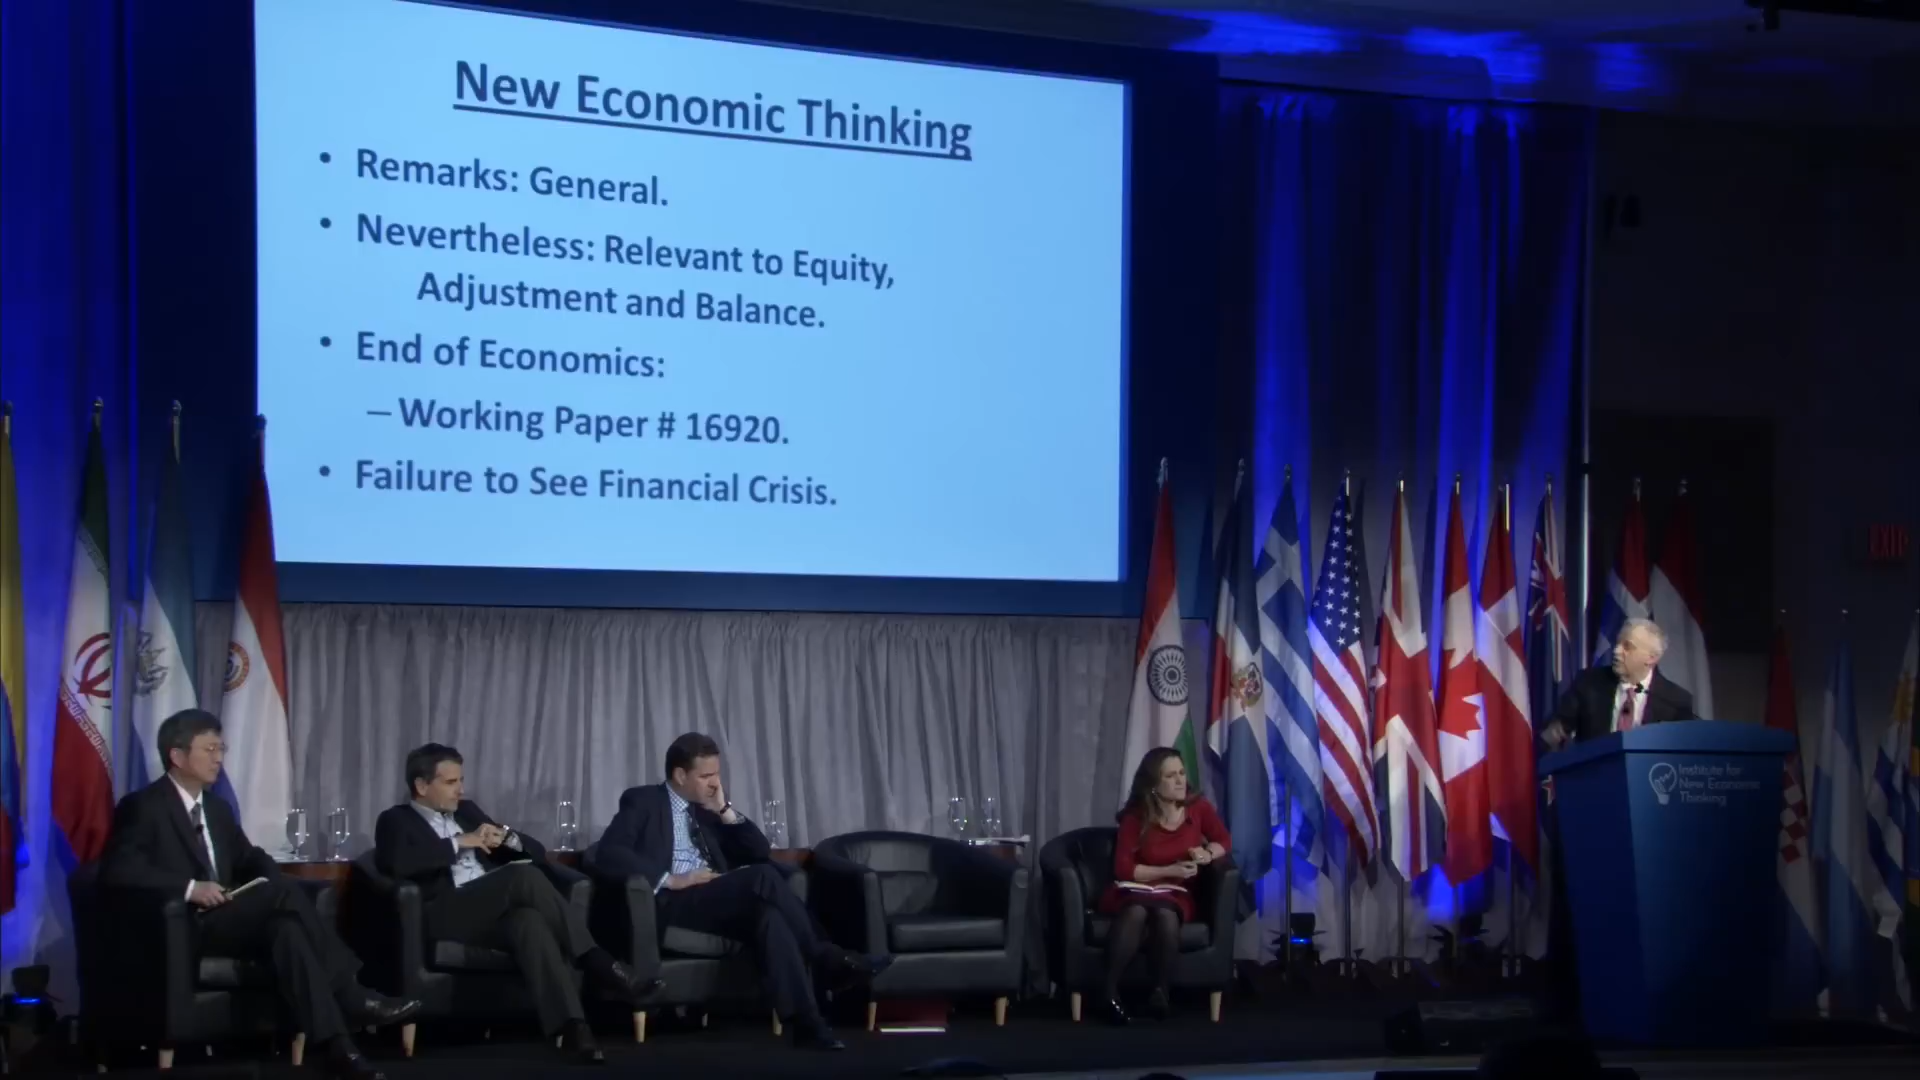 New Economic Thinking
• Remarks: General.
• Nevertheless: Relevant to Equity,
Adjustment and Balance.
• End of Economics:
– Working Paper # 16920.
• Failure to See Financial Crisis.
EXIT
Institute for
New Economic
Thinking